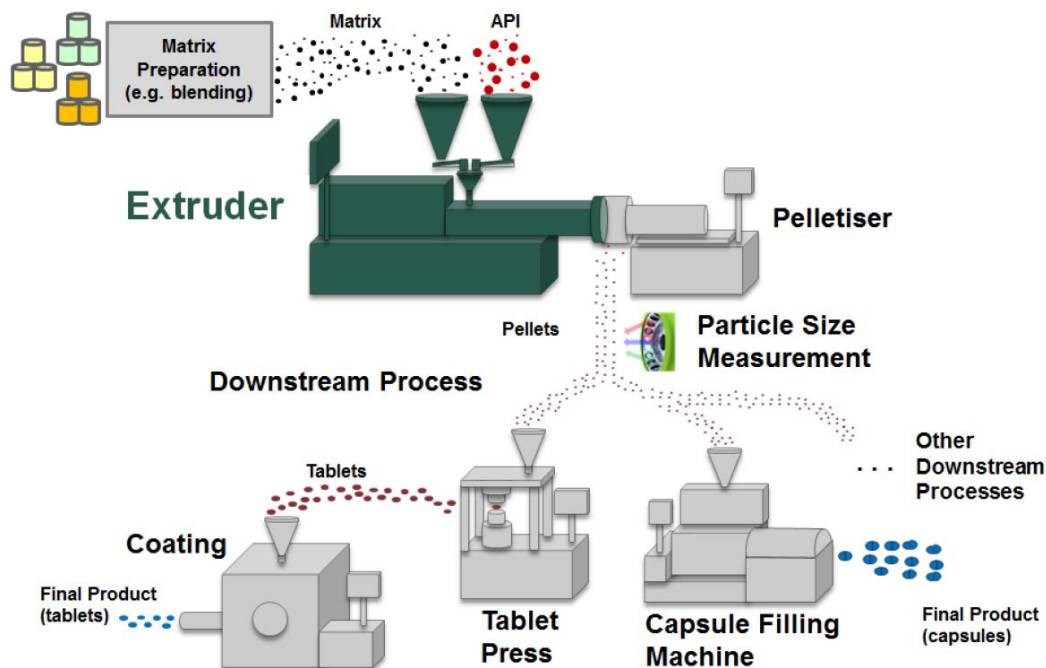 Matrix
API
Matrix
Preparation
(e.g. blending)
Extruder
Pelletiser
Pellets
Particle Size
Measurement
Downstream Process
Other
. . . Downstream
Processes
Tablets
Coating
Final Product
(tablets)
Tablet
Press
Capsule Filling
Machine
Final Product
(capsules)